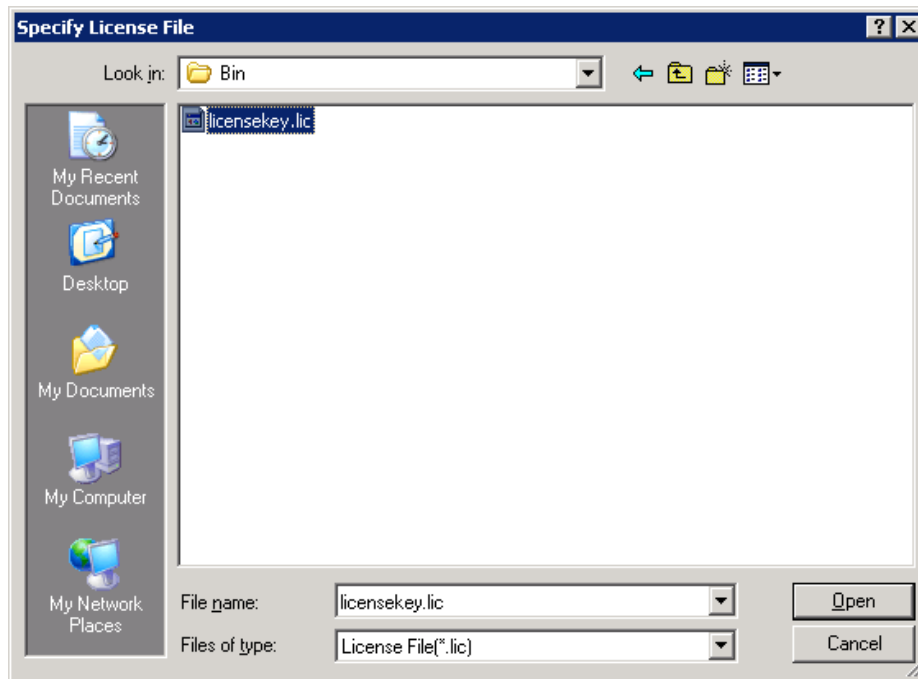 Specify License File
Look in:
Bin
licensekey.lic
My Recent
Documents
Desktop
My Documents
My Computer
My Network
Places
File name:
licensekey.lic
Open
Files of type:
License File(*.lic)
Cancel